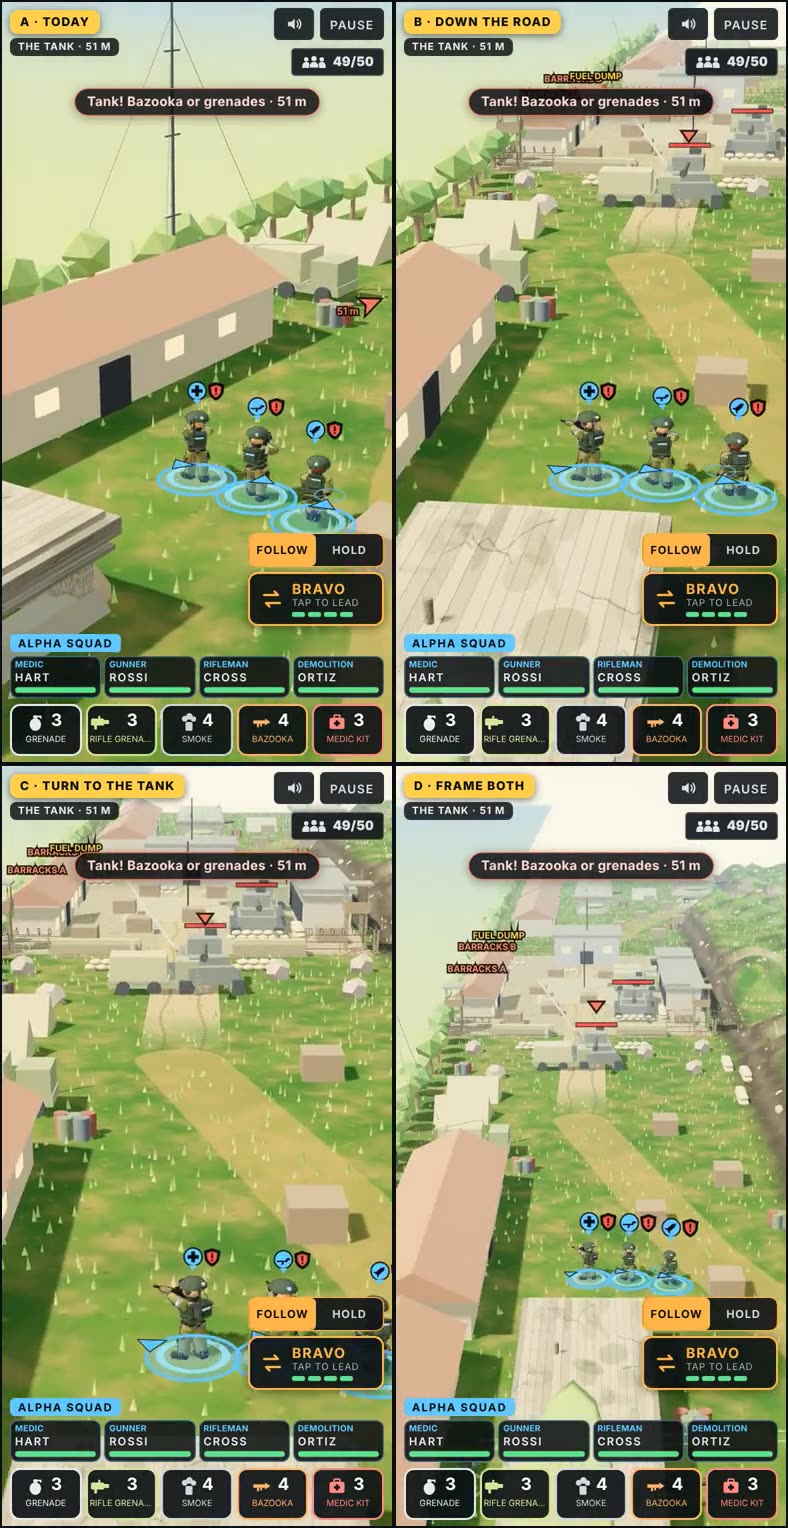 A · TODAY
PAUSE
THE TANK · 51 M
49/50
Tank! Bazooka or grenades · 51 m
51 m
FOLLOW
HOLD
BRAVO
TAP TO LEAD
ALPHA SQUAD
MEDIC
HART
GUNNER
ROSSI
RIFLEMAN
CROSS
DEMOLITION
ORTIZ
3
GRENADE
3
RIFLE GRENA...
4
SMOKE
4
BAZOOKA
3
MEDIC KIT
B · DOWN THE ROAD
PAUSE
THE TANK · 51 M
49/50
FUEL DUMP
Tank! Bazooka or grenades · 51 m
FOLLOW
HOLD
BRAVO
TAP TO LEAD
ALPHA SQUAD
MEDIC
HART
GUNNER
ROSSI
RIFLEMAN
CROSS
DEMOLITION
ORTIZ
3
GRENADE
3
RIFLE GRENA...
4
SMOKE
4
BAZOOKA
3
MEDIC KIT
C · TURN TO THE TANK
PAUSE
THE TANK · 51 M
49/50
FUEL DUMP
BARRACKS A
Tank! Bazooka or grenades · 51 m
FOLLOW
HOLD
BRAVO
TAP TO LEAD
ALPHA SQUAD
MEDIC
HART
GUNNER
ROSSI
RIFLEMAN
CROSS
DEMOLITION
ORTIZ
3
GRENADE
3
RIFLE GRENA...
4
SMOKE
4
BAZOOKA
3
MEDIC KIT
D · FRAME BOTH
PAUSE
THE TANK · 51 M
49/50
Tank! Bazooka or grenades · 51 m
FUEL DUMP
BARRACKS B
BARRACKS A
FOLLOW
HOLD
BRAVO
TAP TO LEAD
ALPHA SQUAD
MEDIC
HART
GUNNER
ROSSI
RIFLEMAN
CROSS
DEMOLITION
ORTIZ
3
GRENADE
3
RIFLE GRENA...
4
SMOKE
4
BAZOOKA
3
MEDIC KIT